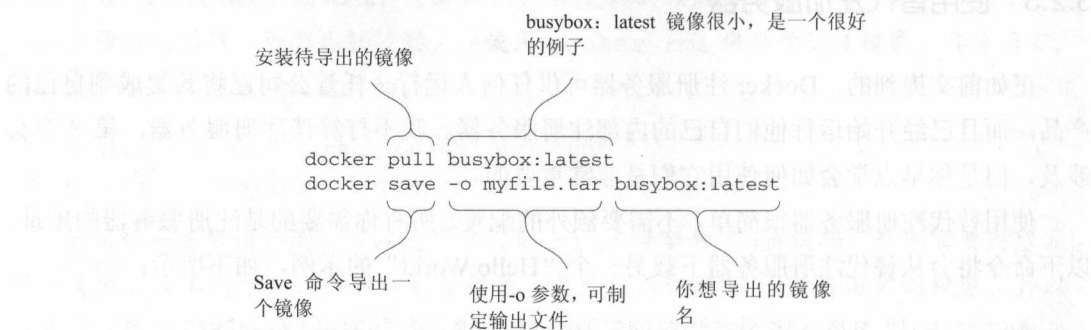 busybox：latest 镜像很小，是一个很好
的例子
安装待导出的镜像
docker pull busybox:latest
docker save -o myfile.tar busybox:latest
Save 命令导出一
个镜像
使用-o 参数，可制
定输出文件
你想导出的镜像
名